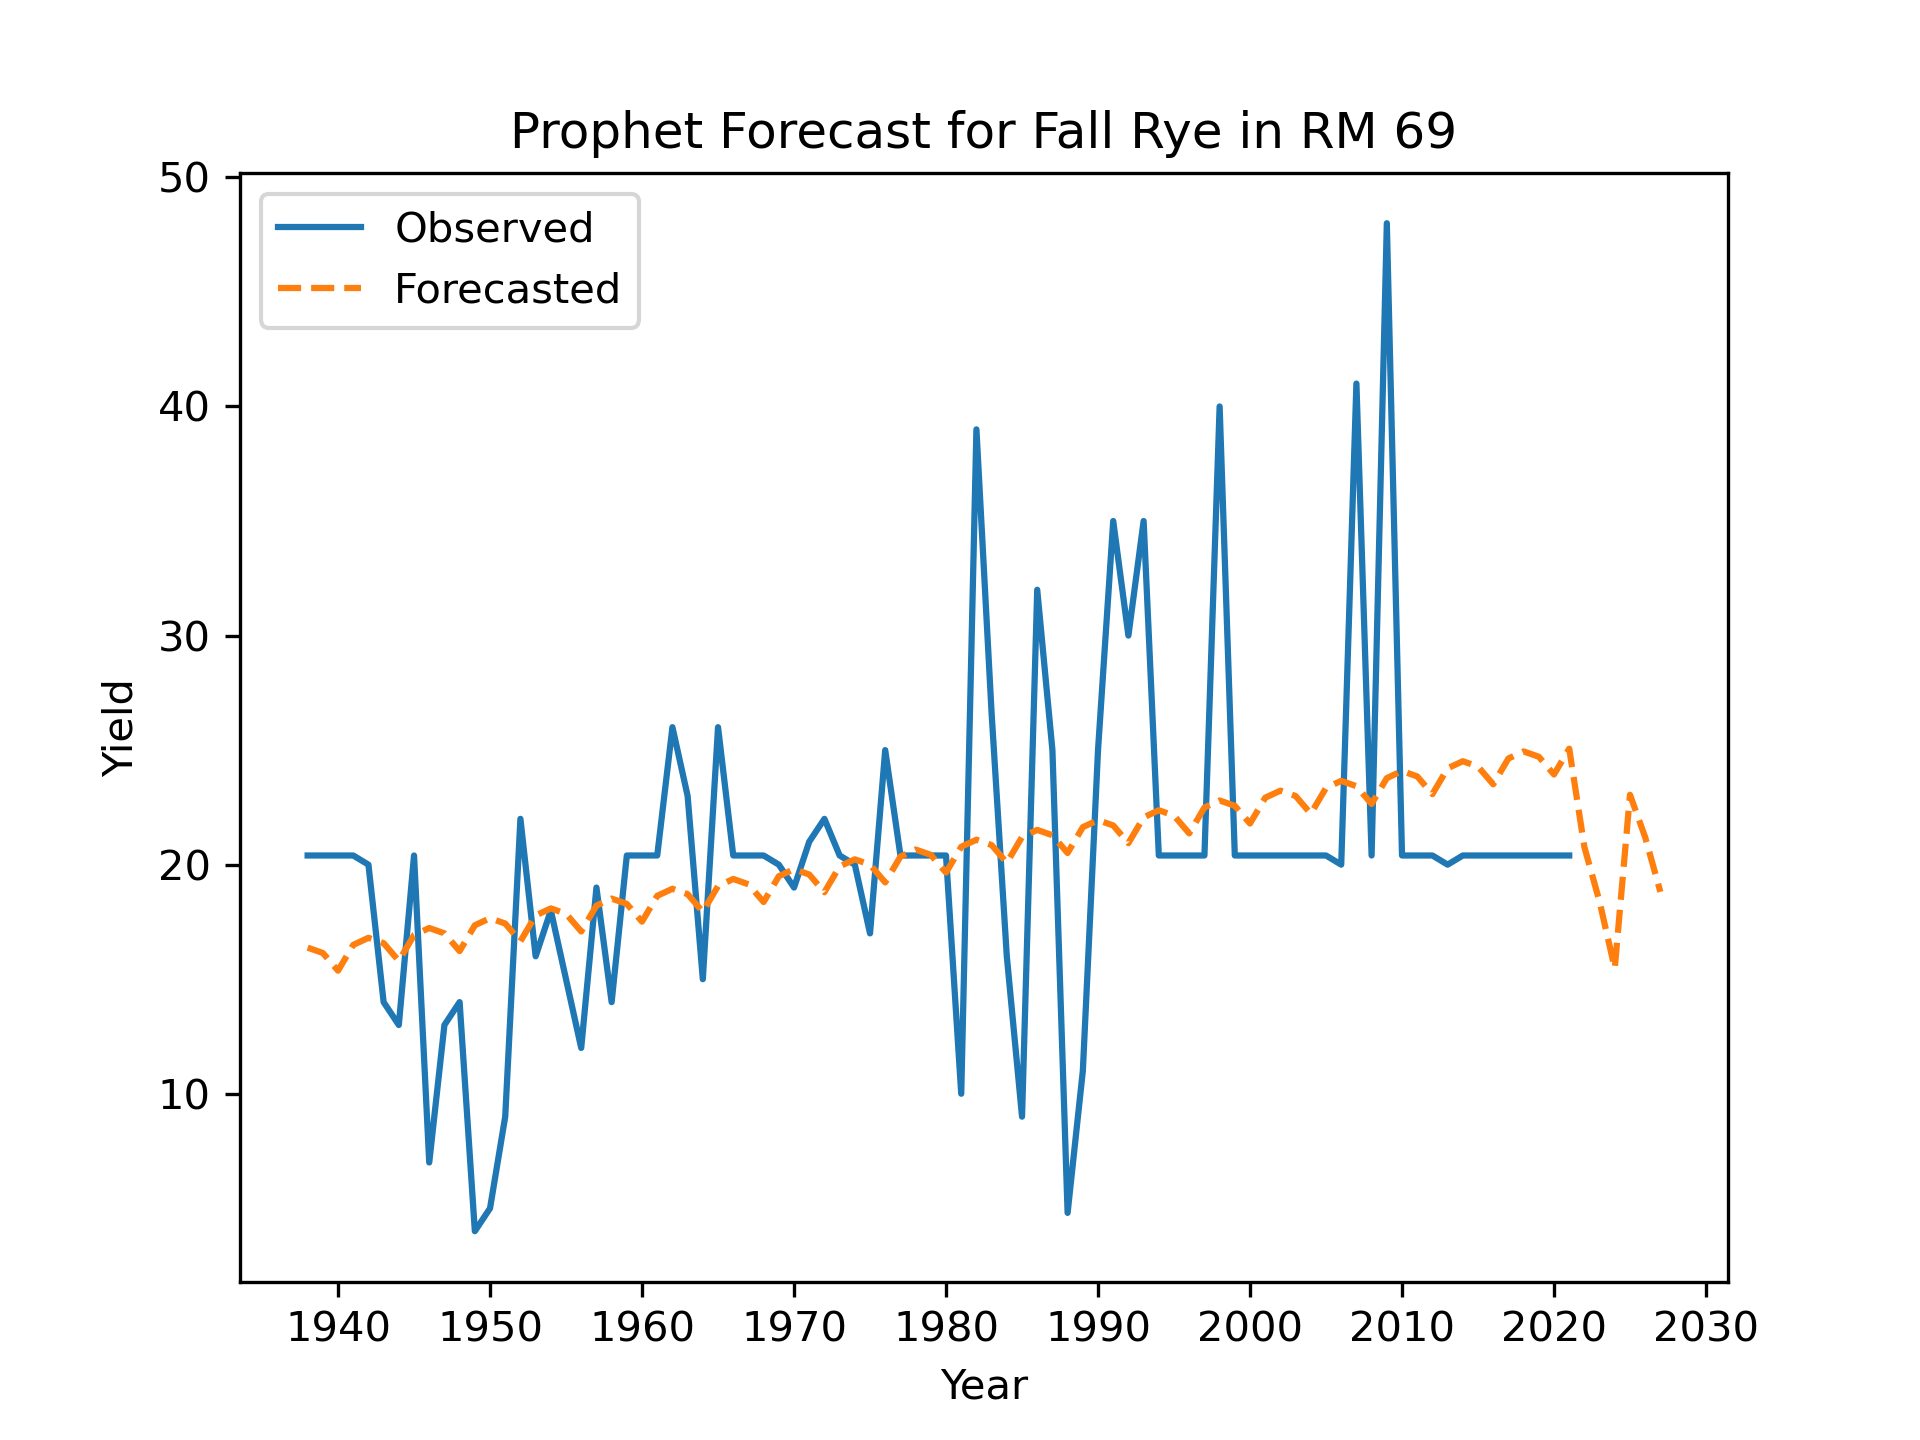 Prophet Forecast for Fall Rye in RM 69
50
40
30
20
10
Yield
Observed
Forecasted
1940 1950 1960 1970 1980 1990 2000 2010 2020 2030
Year